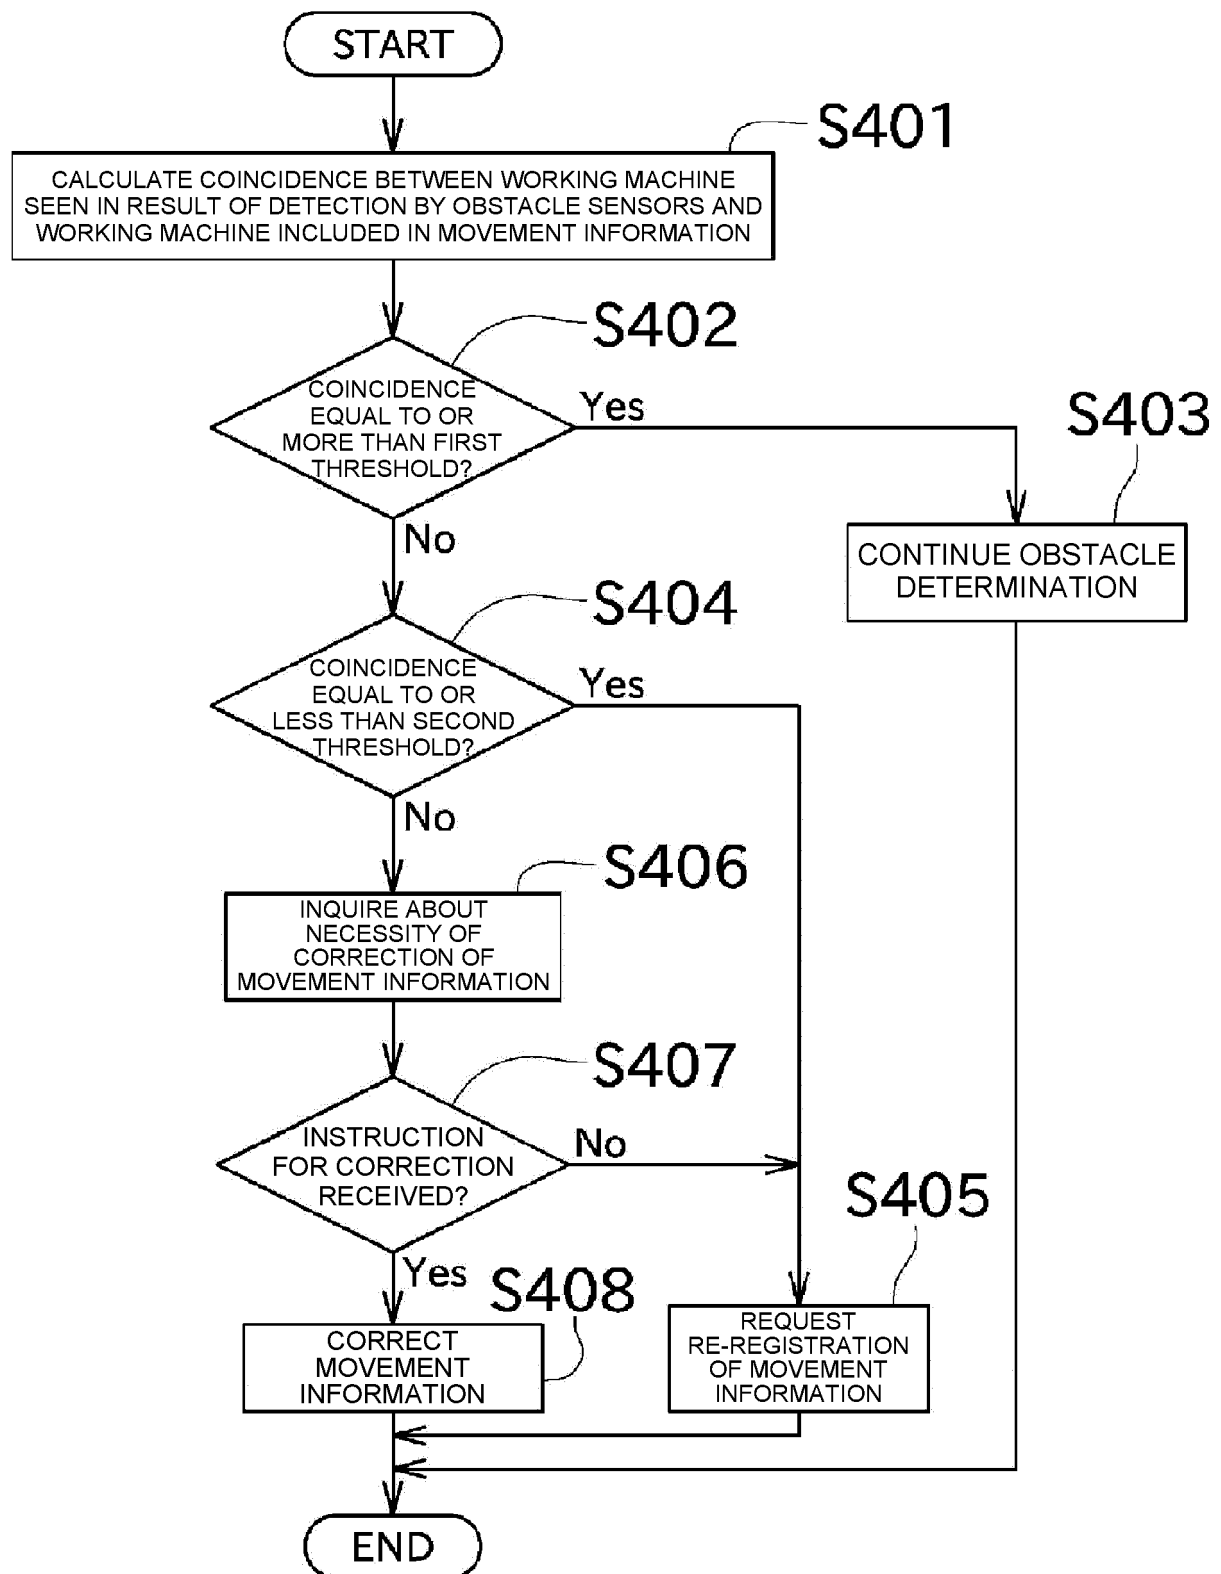 START
S401
CALCULATE COINCIDENCE BETWEEN WORKING MACHINE
SEEN IN RESULT OF DETECTION BY OBSTACLE SENSORS AND
WORKING MACHINE INCLUDED IN MOVEMENT INFORMATION
S402
COINCIDENCE
EQUAL TO OR
MORE THAN FIRST
THRESHOLD?
Yes
No
S403
CONTINUE OBSTACLE
DETERMINATION
S404
COINCIDENCE
EQUAL TO OR
LESS THAN SECOND
THRESHOLD?
Yes
No
S406
INQUIRE ABOUT
NECESSITY OF
CORRECTION OF
MOVEMENT INFORMATION
S407
INSTRUCTION
FOR CORRECTION
RECEIVED?
No
Yes
S405
REQUEST
RE-REGISTRATION
OF MOVEMENT
INFORMATION
S408
CORRECT
MOVEMENT
INFORMATION
END